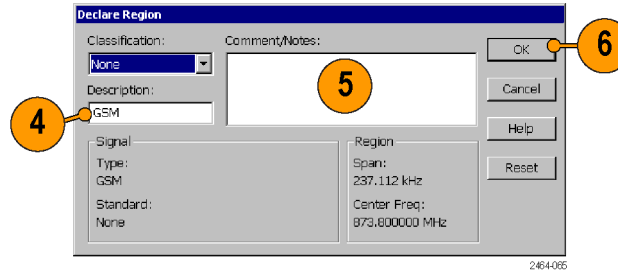 Declare Region
Classification:
None
Description:
GSM
Comment/Notes:
OK
Cancel
Help
Reset
Signal
Type:
GSM
Standard:
None
Region
Span:
237.112 kHz
Center Freq:
873.800000 MHz
4
5
6
2464-065